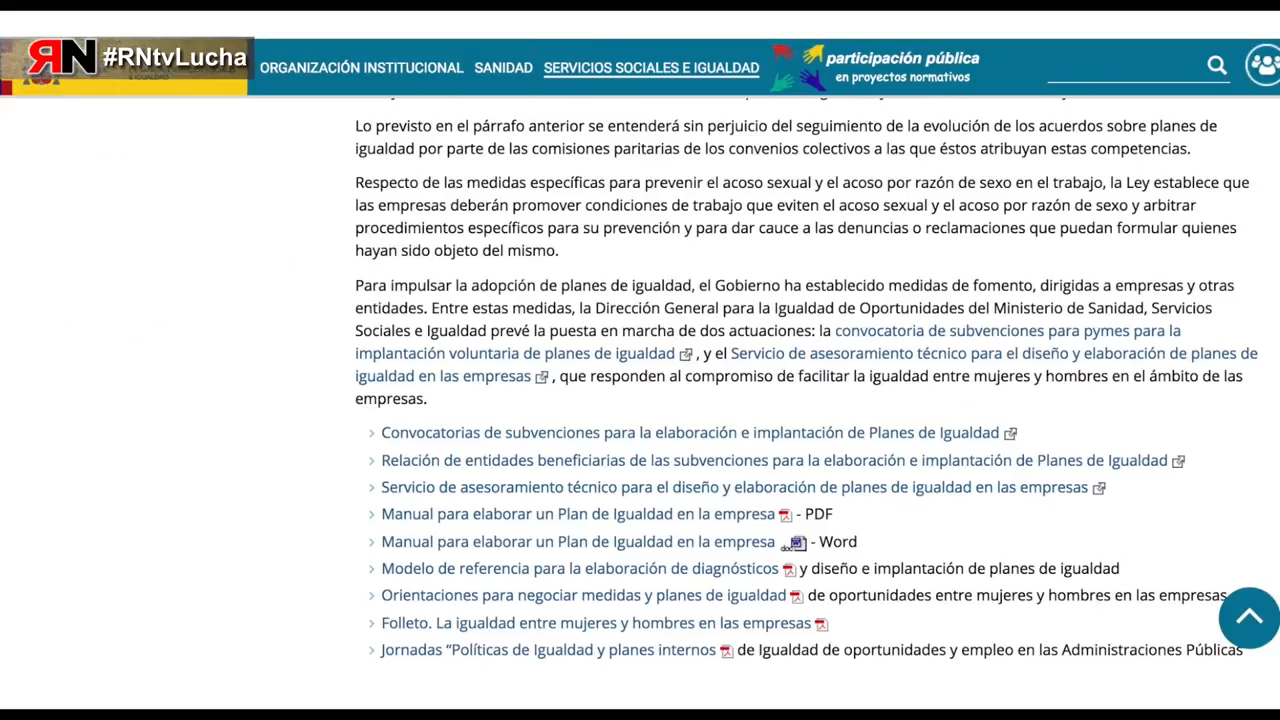 RN #RNtvLucha
ORGANIZACIÓN INSTITUCIONAL SANIDAD SERVICIOS SOCIALES E IGUALDAD
participación pública
en proyectos normativos
Lo previsto en el párrafo anterior se entenderá sin perjuicio del seguimiento de la evolución de los acuerdos sobre planes de
igualdad por parte de las comisiones paritarias de los convenios colectivos a las que éstos atribuyan estas competencias.
Respecto de las medidas específicas para prevenir el acoso sexual y el acoso por razón de sexo en el trabajo, la Ley establece que
las empresas deberán promover condiciones de trabajo que eviten el acoso sexual y el acoso por razón de sexo y arbitrar
procedimientos específicos para su prevención y para dar cauce a las denuncias o reclamaciones que puedan formular quienes
hayan sido objeto del mismo.
Para impulsar la adopción de planes de igualdad, el Gobierno ha establecido medidas de fomento, dirigidas a empresas y otras
entidades. Entre estas medidas, la Dirección General para la Igualdad de Oportunidades del Ministerio de Sanidad, Servicios
Sociales e Igualdad prevé la puesta en marcha de dos actuaciones: la convocatoria de subvenciones para pymes para la
implantación voluntaria de planes de igualdad , y el Servicio de asesoramiento técnico para el diseño y elaboración de planes de
igualdad en las empresas , que responden al compromiso de facilitar la igualdad entre mujeres y hombres en el ámbito de las
empresas.
Convocatorias de subvenciones para la elaboración e implantación de Planes de Igualdad
Relación de entidades beneficiarias de las subvenciones para la elaboración e implantación de Planes de Igualdad
Servicio de asesoramiento técnico para el diseño y elaboración de planes de igualdad en las empresas
Manual para elaborar un Plan de Igualdad en la empresa - PDF
Manual para elaborar un Plan de Igualdad en la empresa - Word
Modelo de referencia para la elaboración de diagnósticos y diseño e implantación de planes de igualdad
Orientaciones para negociar medidas y planes de igualdad de oportunidades entre mujeres y hombres en las empresas
Folleto. La igualdad entre mujeres y hombres en las empresas
Jornadas “Políticas de Igualdad y planes internos de Igualdad de oportunidades y empleo en las Administraciones Públicas